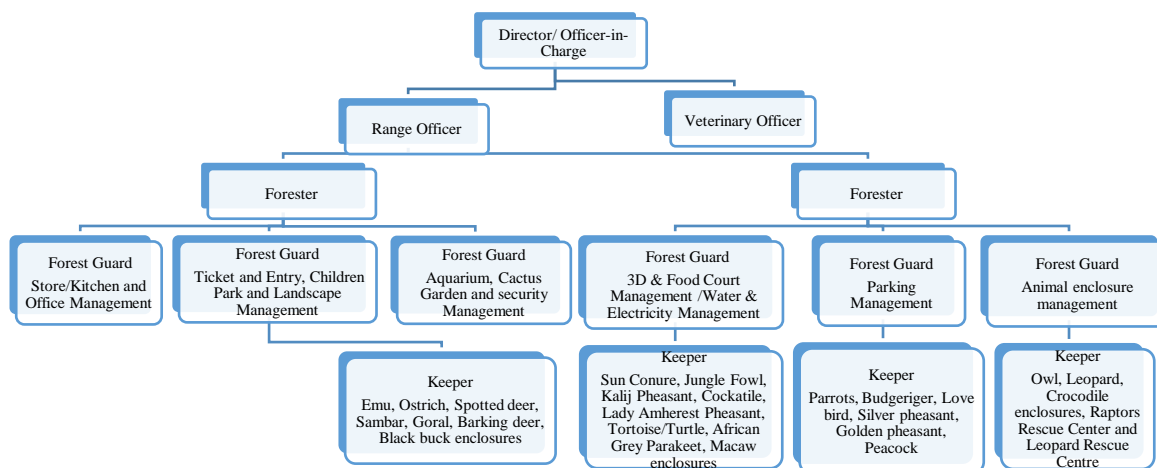 Director/ Officer-in-
Charge
Range Officer
Veterinary Officer
Forester
Forester
Forest Guard
Store/Kitchen and
Office Management
Forest Guard
Ticket and Entry, Children
Park and Landscape
Management
Forest Guard
Aquarium, Cactus
Garden and security
Management
Forest Guard
3D & Food Court
Management /Water &
Electricity Management
Forest Guard
Parking
Management
Forest Guard
Animal enclosure
management
Keeper
Emu, Ostrich, Spotted deer,
Sambar, Goral, Barking deer,
Black buck enclosures
Keeper
Sun Conure, Jungle Fowl,
Kalij Pheasant, Cockatile,
Lady Amherest Pheasant,
Tortoise/Turtle, African
Grey Parakeet, Macaw
enclosures
Keeper
Parrots, Budgeriger, Love
bird, Silver pheasant,
Golden pheasant,
Peacock
Keeper
Owl, Leopard,
Crocodile
enclosures, Raptors
Rescue Center and
Leopard Rescue
Centre